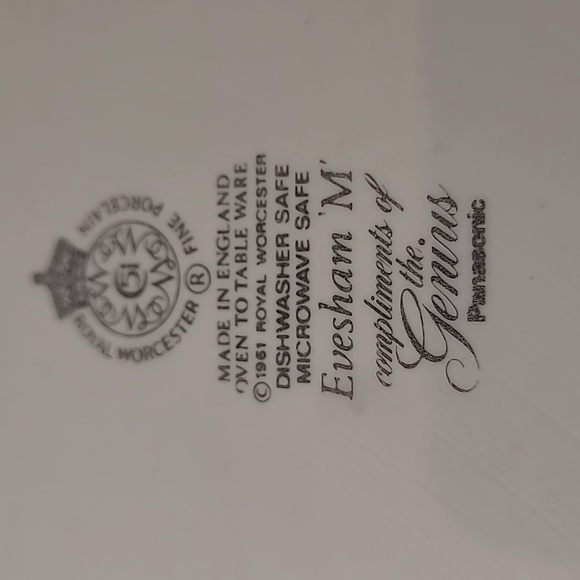 ROYAL WORCESTER ® FINE PORCELAIN
51
MADE IN ENGLAND
OVEN TO TABLE WARE
©1961 ROYAL WORCESTER
DISHWASHER SAFE
MICROWAVE SAFE
Evesham 'M'
compliments of
the.
Genius
Panasonic